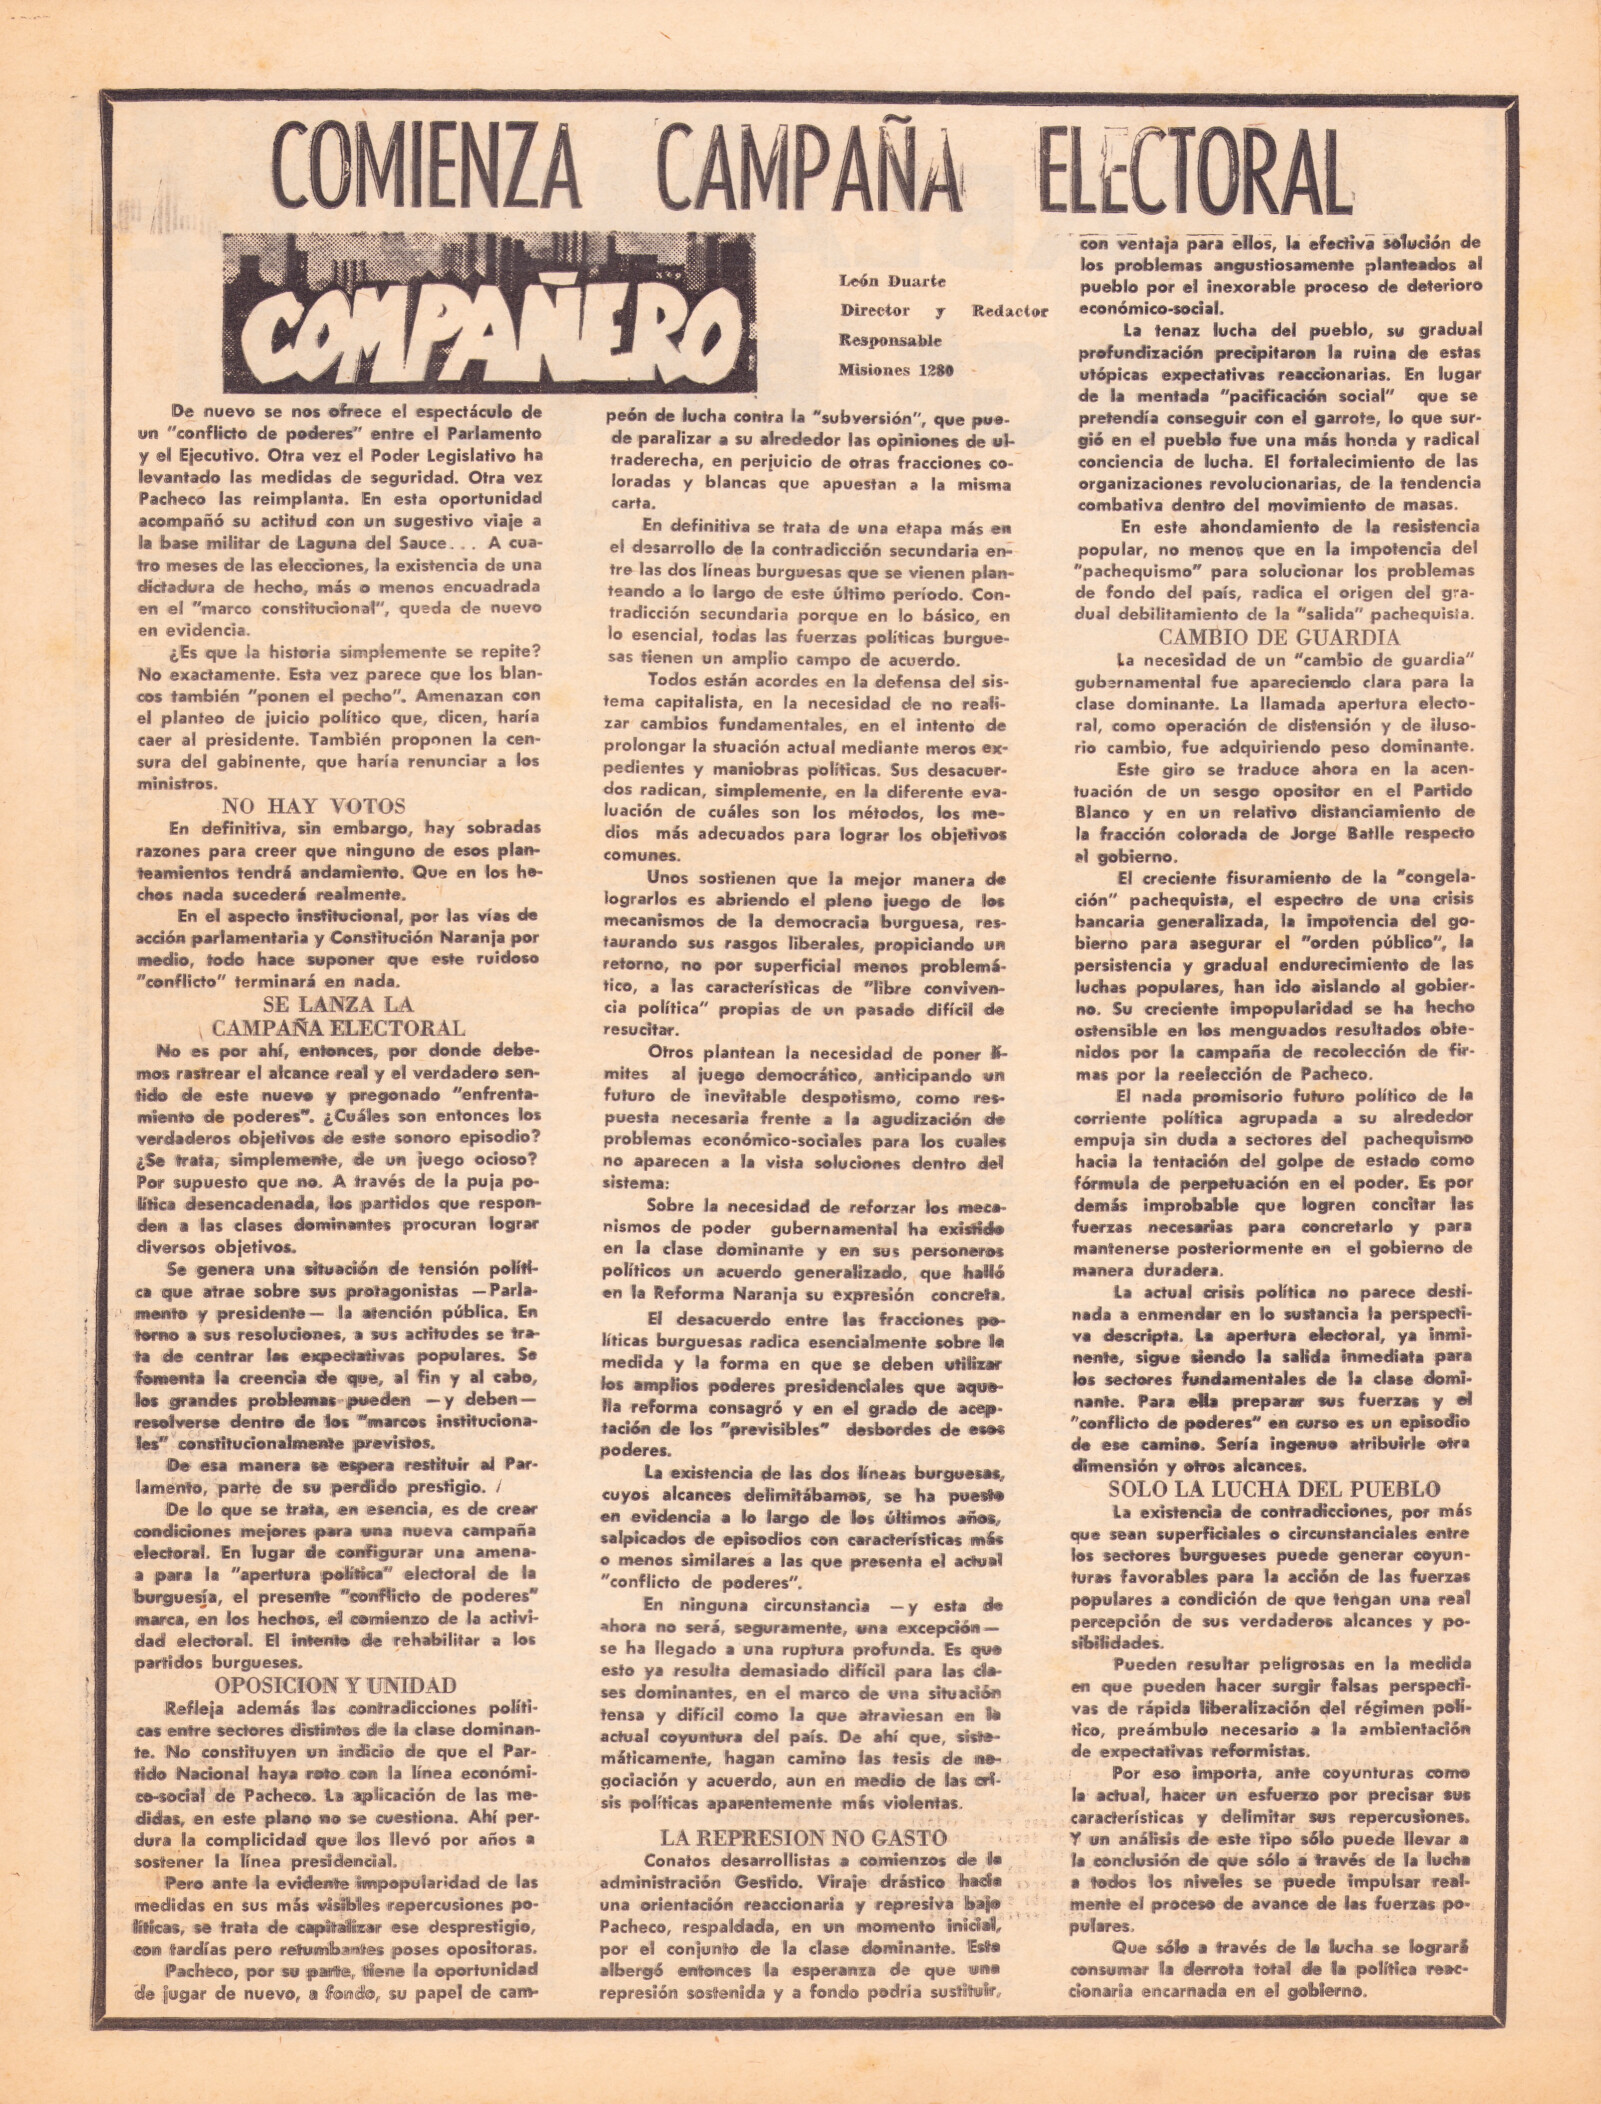 COMIENZA CAMPAÑA ELECTORAL
COMPAÑERO
León Duarte
Director y Redactor
Responsable
Misiones 1280
De nuevo se nos ofrece el espectáculo de
un "conflicto de poderes" entre el Parlamento
y el Ejecutivo. Otra vez el Poder Legislativo ha
levantado las medidas de seguridad. Otra vez
Pacheco las reimplanta. En esta oportunidad
acompañó su actitud con un sugestivo viaje a
la base militar de Laguna del Sauce... A cua-
tro meses de las elecciones, la existencia de una
dictadura de hecho, más o menos encuadrada
en el "marco constitucional", queda de nuevo
en evidencia.
¿Es que la historia simplemente se repite?
No exactamente. Esta vez parece que los blan-
cos también "ponen el pecho". Amenazan con
el planteo de juicio político que, dicen, haría
caer al presidente. También proponen la cen-
sura del gabinente, que haría renunciar a los
ministros.
NO HAY VOTOS
En definitiva, sin embargo, hay sobradas
razones para creer que ninguno de esos plan-
teamientos tendrá andamiento. Que en los he-
chos nada sucederá realmente.
En el aspecto institucional, por las vías de
acción parlamentaria y Constitución Naranja por
medio, todo hace suponer que este ruidoso
"conflicto" terminará en nada.
SE LANZA LA
CAMPAÑA ELECTORAL
No es por ahí, entonces, por donde debe-
mos rastrear el alcance real y el verdadero sen-
tido de este nuevo y pregonado "enfrenta-
miento de poderes". ¿Cuáles son entonces los
verdaderos objetivos de este sonoro episodio?
¿Se trata, simplemente, de un juego ocioso?
Por supuesto que no. A través de la puja po-
lítica desencadenada, los partidos que respon-
den a las clases dominantes procuran lograr
diversos objetivos.
Se genera una situación de tensión políti-
ca que atrae sobre sus protagonistas —Parla-
mento y presidente— la atención pública. En
torno a sus resoluciones, a sus actitudes se tra-
ta de centrar las expectativas populares. Se
fomenta la creencia de que, al fin y al cabo,
los grandes problemas pueden —y deben—
resolverse dentro de los "marcos instituciona-
les" constitucionalmente previstos.
De esa manera se espera restituir al Par-
lamento, parte de su perdido prestigio. /
De lo que se trata, en esencia, es de crear
condiciones mejores para una nueva campaña
electoral. En lugar de configurar una amena-
a para la "apertura política" electoral de la
burguesía, el presente "conflicto de poderes"
marca, en los hechos, el comienzo de la activi-
dad electoral. El intento de rehabilitar a los
partidos burgueses.
OPOSICION Y UNIDAD
Refleja además las contradicciones políti-
cas entre sectores distintos de la clase dominan-
te. No constituyen un indicio de que el Par-
tido Nacional haya roto con la línea económi-
co-social de Pacheco. La aplicación de las me-
didas, en este plano no se cuestiona. Ahí per-
dura la complicidad que los llevó por años a
sostener la línea presidencial.
Pero ante la evidente impopularidad de las
medidas en sus más visibles repercusiones po-
líticas, se trata de capitalizar ese desprestigio,
con tardías pero retumbantes poses opositoras.
Pacheco, por su parte, tiene la oportunidad
de jugar de nuevo, a fondo, su papel de cam-
peón de lucha contra la "subversión", que pue-
de paralizar a su alrededor las opiniones de ul-
traderecha, en perjuicio de otras fracciones co-
loradas y blancas que apuestan a la misma
carta.
En definitiva se trata de una etapa más en
el desarrollo de la contradicción secundaria en-
tre las dos líneas burguesas que se vienen plan-
teando a lo largo de este último período. Con-
tradicción secundaria porque en lo básico, en
lo esencial, todas las fuerzas políticas burgue-
sas tienen un amplio campo de acuerdo.
Todos están acordes en la defensa del sis-
tema capitalista, en la necesidad de no reali-
zar cambios fundamentales, en el intento de
prolongar la stuación actual mediante meros ex-
pedientes y maniobras políticas. Sus desacuer-
dos radican, simplemente, en la diferente eva-
luación de cuáles son los métodos, los me-
dios más adecuados para lograr los objetivos
comunes.
Unos sostienen que la mejor manera de
lograrlos es abriendo el pleno juego de los
mecanismos de la democracia burguesa, res-
taurando sus rasgos liberales, propiciando un
retorno, no por superficial menos problemá-
tico, a las características de "libre conviven-
cia política" propias de un pasado difícil de
resucitar.
Otros plantean la necesidad de poner lí-
mites al juego democrático, anticipando un
futuro de inevitable despotismo, como res-
puesta necesaria frente a la agudización de
problemas económico-sociales para los cuales
no aparecen a la vista soluciones dentro del
sistema:
Sobre la necesidad de reforzar los meca-
nismos de poder gubernamental ha existido
en la clase dominante y en sus personeros
políticos un acuerdo generalizado, que halló
en la Reforma Naranja su expresión concreta.
El desacuerdo entre las fracciones po-
líticas burguesas radica esencialmente sobre la
medida y la forma en que se deben utilizar
los amplios poderes presidenciales que aque-
lla reforma consagró y en el grado de acep-
tación de los "previsibles" desbordes de esos
poderes.
La existencia de las dos líneas burguesas,
cuyos alcances delimitábamos, se ha puesto
en evidencia a lo largo de los últimos años,
salpicados de episodios con características más
o menos similares a las que presenta el actual
"conflicto de poderes".
En ninguna circunstancia —y esta de
ahora no será, seguramente, una excepción—
se ha llegado a una ruptura profunda. Es que
esto ya resulta demasiado difícil para las cla-
ses dominantes, en el marco de una situación
tensa y difícil como la que atraviesan en la
actual coyuntura del país. De ahí que, siste-
máticamente, hagan camino las tesis de ne-
gociación y acuerdo, aun en medio de las cri-
sis políticas aparentemente más violentas.
LA REPRESION NO GASTO
Conatos desarrollistas a comienzos de la
administración Gestido. Viraje drástico hacia
una orientación reaccionaria y represiva bajo
Pacheco, respaldada, en un momento inicial,
por el conjunto de la clase dominante. Esta
albergó entonces la esperanza de que una
represión sostenida y a fondo podría sustituir,
con ventaja para ellos, la efectiva solución de
los problemas angustiosamente planteados al
pueblo por el inexorable proceso de deterioro
económico-social.
La tenaz lucha del pueblo, su gradual
profundización precipitaron la ruina de estas
utópicas expectativas reaccionarias. En lugar
de la mentada "pacificación social" que se
pretendía conseguir con el garrote, lo que sur-
gió en el pueblo fue una más honda y radical
conciencia de lucha. El fortalecimiento de las
organizaciones revolucionarias, de la tendencia
combativa dentro del movimiento de masas.
En este ahondamiento de la resistencia
popular, no menos que en la impotencia del
"pachequismo" para solucionar los problemas
de fondo del país, radica el origen del gra-
dual debilitamiento de la "salida" pachequista.
CAMBIO DE GUARDIA
La necesidad de un "cambio de guardia"
gubernamental fue apareciendo clara para la
clase dominante. La llamada apertura electo-
ral, como operación de distensión y de iluso-
rio cambio, fue adquiriendo peso dominante.
Este giro se traduce ahora en la acen-
tuación de un sesgo opositor en el Partido
Blanco y en un relativo distanciamiento de
la fracción colorada de Jorge Batlle respecto
al gobierno.
El creciente fisuramiento de la "congela-
ción" pachequista, el espectro de una crisis
bancaria generalizada, la impotencia del go-
bierno para asegurar el "orden público", la
persistencia y gradual endurecimiento de las
luchas populares, han ido aislando al gobier-
no. Su creciente impopularidad se ha hecho
ostensible en los menguados resultados obte-
nidos por la campaña de recolección de fir-
mas por la reelección de Pacheco.
El nada promisorio futuro político de la
corriente política agrupada a su alrededor
empuja sin duda a sectores del pachequismo
hacia la tentación del golpe de estado como
fórmula de perpetuación en el poder. Es por
demás improbable que logren concitar las
fuerzas necesarias para concretarlo y para
mantenerse posteriormente en el gobierno de
manera duradera.
La actual crisis política no parece desti-
nada a enmendar en lo sustancia la perspecti-
va descripta. La apertura electoral, ya inmi-
nente, sigue siendo la salida inmediata para
los sectores fundamentales de la clase domi-
nante. Para ella preparar sus fuerzas y el
"conflicto de poderes" en curso es un episodio
de ese camino. Sería ingenuo atribuirle otra
dimensión y otros alcances.
SOLO LA LUCHA DEL PUEBLO
La existencia de contradicciones, por más
que sean superficiales o circunstanciales entre
los sectores burgueses puede generar coyun-
turas favorables para la acción de las fuerzas
populares a condición de que tengan una real
percepción de sus verdaderos alcances y po-
sibilidades.
Pueden resultar peligrosas en la medida
en que pueden hacer surgir falsas perspecti-
vas de rápida liberalización del régimen polí-
tico, preámbulo necesario a la ambientación
de expectativas reformistas.
Por eso importa, ante coyunturas como
la actual, hacer un esfuerzo por precisar sus
características y delimitar sus repercusiones.
Y un análisis de este tipo sólo puede llevar a
la conclusión de que sólo a través de la lucha
a todos los niveles se puede impulsar real-
mente el proceso de avance de las fuerzas po-
pulares.
Que sólo a través de la lucha se logrará
consumar la derrota total de la política reac-
cionaria encarnada en el gobierno.